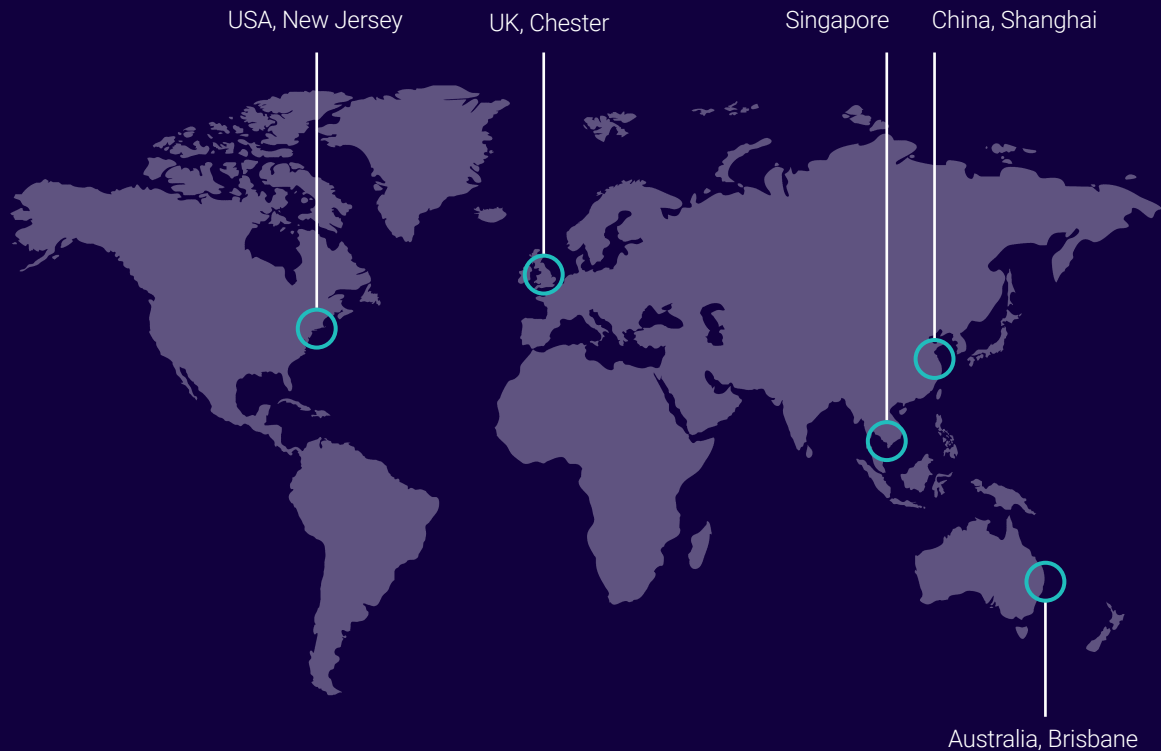 USA, New Jersey
UK, Chester
Singapore
China, Shanghai
Australia, Brisbane